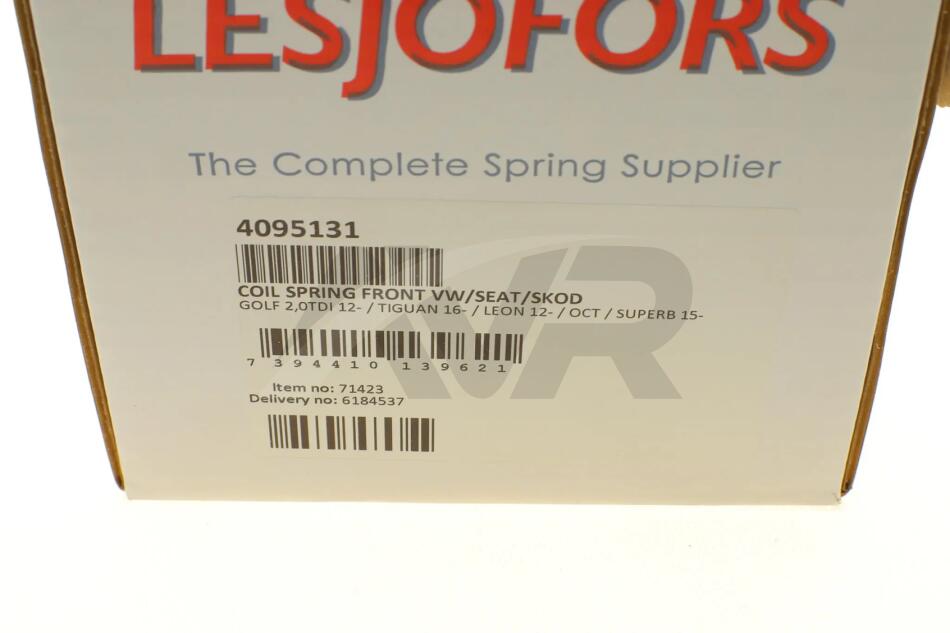 LESJOFORS
The Complete Spring Supplier
4095131
COIL SPRING FRONT VW/SEAT/SKOD
GOLF 2,0TDI 12- / TIGUAN 16- / LEON 12- / OCT / SUPERB 15-
7 394410 139621
Item no: 71423
Delivery no: 6184537